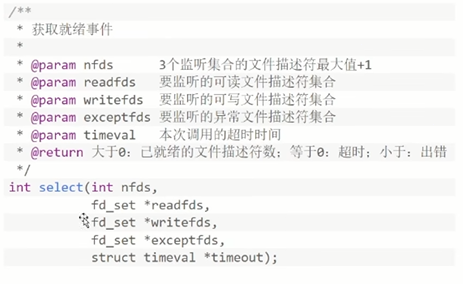 /**
 * 获取就绪事件
 *
 * @param nfds 3个监听集合的文件描述符最大值+1
 * @param readfds 要监听的可读文件描述符集合
 * @param writefds 要监听的可写文件描述符集合
 * @param exceptfds 要监听的异常文件描述符集合
 * @param timeval 本次调用的超时时间
 * @return 大于0：已就绪的文件描述符数；等于0：超时；小于：出错
 */
int select(int nfds,
fd_set *readfds,
fd_set *writefds,
fd_set *exceptfds,
struct timeval *timeout);